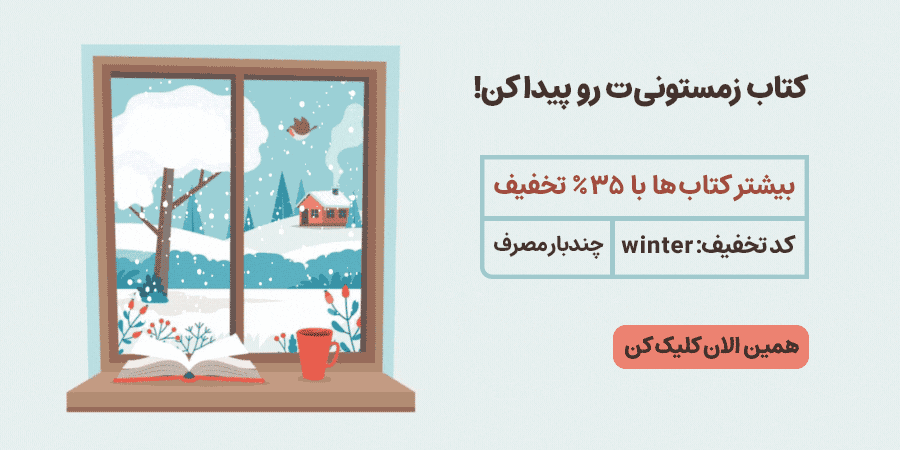 کتاب زمستونی‌ت رو پیدا کن!
بیشتر کتاب‌ها با ۳۵٪ تخفیف
کد تخفیف: winter
چندبار مصرف
همین الان کلیک کن